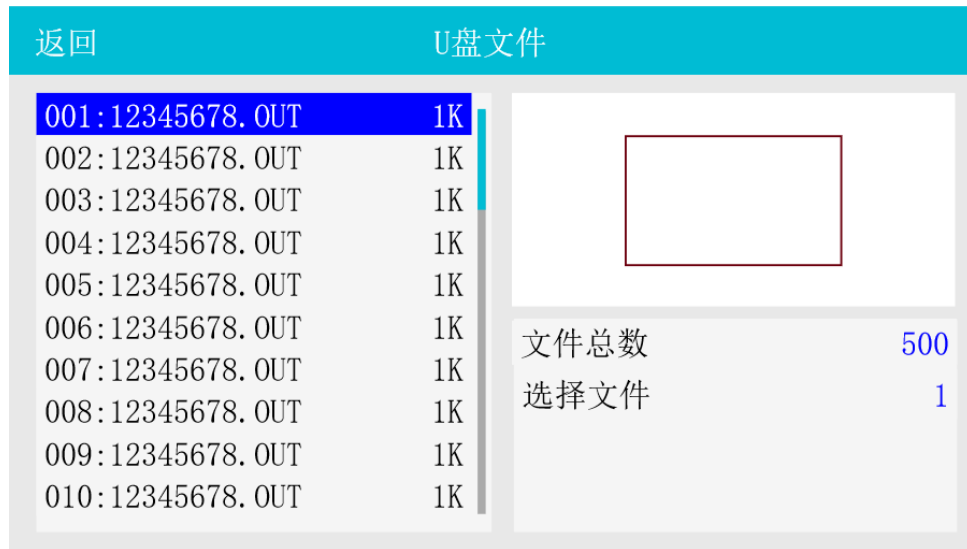 返回 U盘文件
001:12345678.OUT 1K
002:12345678.OUT 1K
003:12345678.OUT 1K
004:12345678.OUT 1K
005:12345678.OUT 1K
006:12345678.OUT 1K
007:12345678.OUT 1K
008:12345678.OUT 1K
009:12345678.OUT 1K
010:12345678.OUT 1K
文件总数 500
选择文件 1